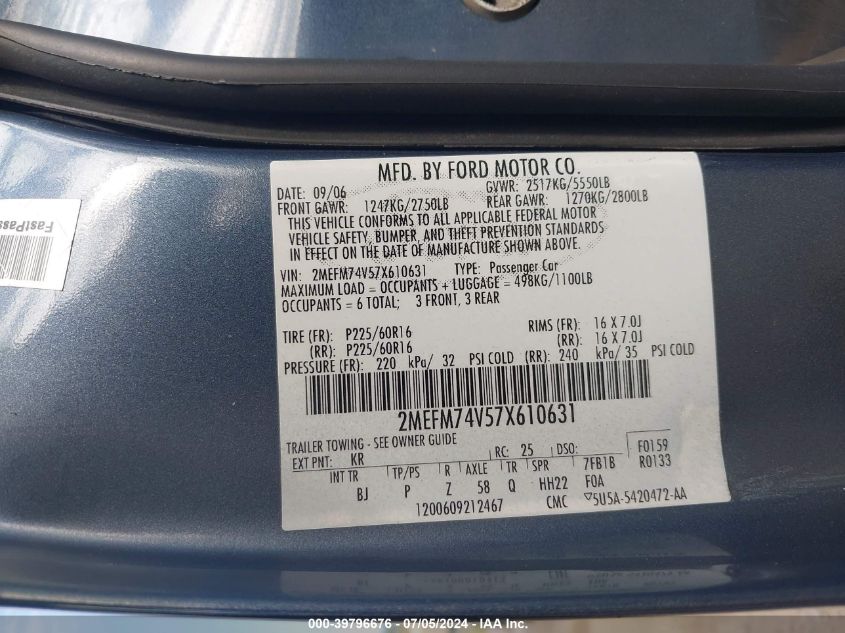 MFD. BY FORD MOTOR CO.
DATE: 09/06 GVWR: 2517KG/5550LB
FRONT GAWR: 1247KG/2750LB REAR GAWR: 1270KG/2800LB
THIS VEHICLE CONFORMS TO ALL APPLICABLE FEDERAL MOTOR
VEHICLE SAFETY, BUMPER, AND THEFT PREVENTION STANDARDS
IN EFFECT ON THE DATE OF MANUFACTURE SHOWN ABOVE.
VIN: 2MEFM74V57X610631 TYPE: Passenger Car
MAXIMUM LOAD = OCCUPANTS + LUGGAGE = 498KG/1100LB
OCCUPANTS = 6 TOTAL; 3 FRONT, 3 REAR
TIRE (FR): P225/60R16 RIMS (FR): 16 X 7.0J
(RR): P225/60R16 (RR): 16 X 7.0J
PRESSURE (FR): 220 kPa/ 32 PSI COLD (RR): 240 kPa/ 35 PSI COLD
2MEFM74V57X610631
TRAILER TOWING - SEE OWNER GUIDE
EXT PNT: KR RC: 25 DSO: F0159
INT TR TP/PS R AXLE TR SPR 7FB1B R0133
BJ P Z 58 Q HH22 FOA
1200609212467 CMC ▽5U5A-5420472-AA
FastPass
000-39796676 - 07/05/2024 - IAA Inc.